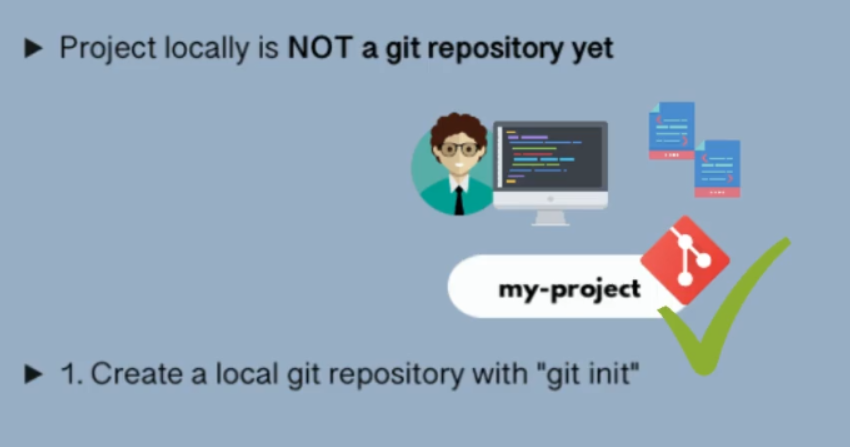 Project locally is NOT a git repository yet
my-project
1. Create a local git repository with "git init"